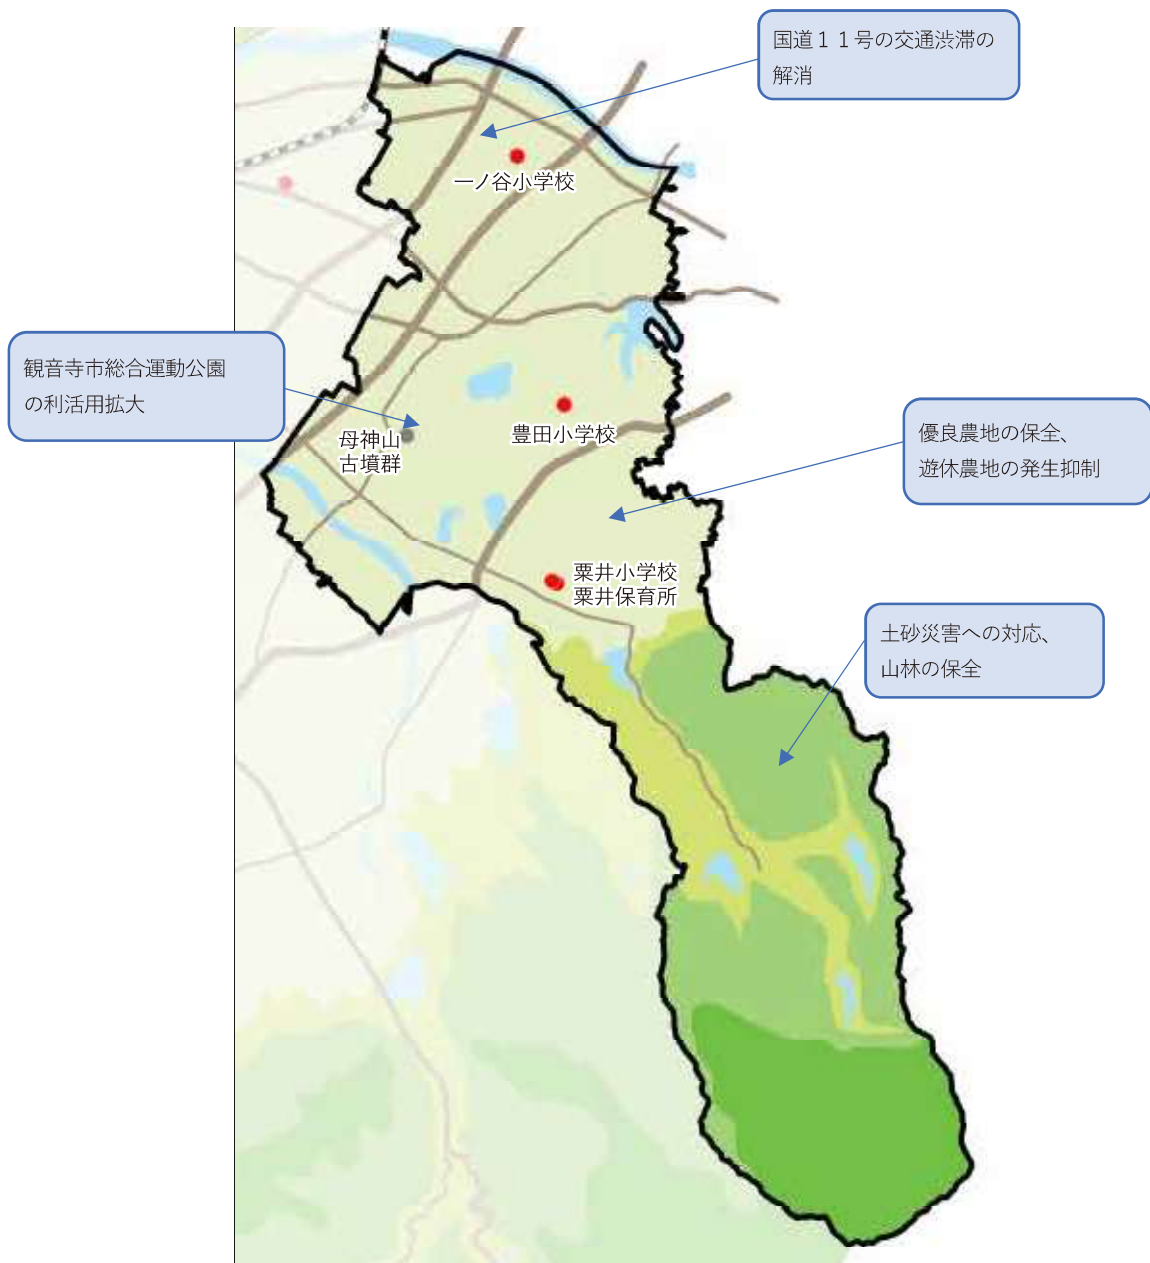 国道１１号の交通渋滞の
解消
一ノ谷小学校
観音寺市総合運動公園
の利活用拡大
母神山
古墳群
豊田小学校
優良農地の保全、
遊休農地の発生抑制
粟井小学校
粟井保育所
土砂災害への対応、
山林の保全